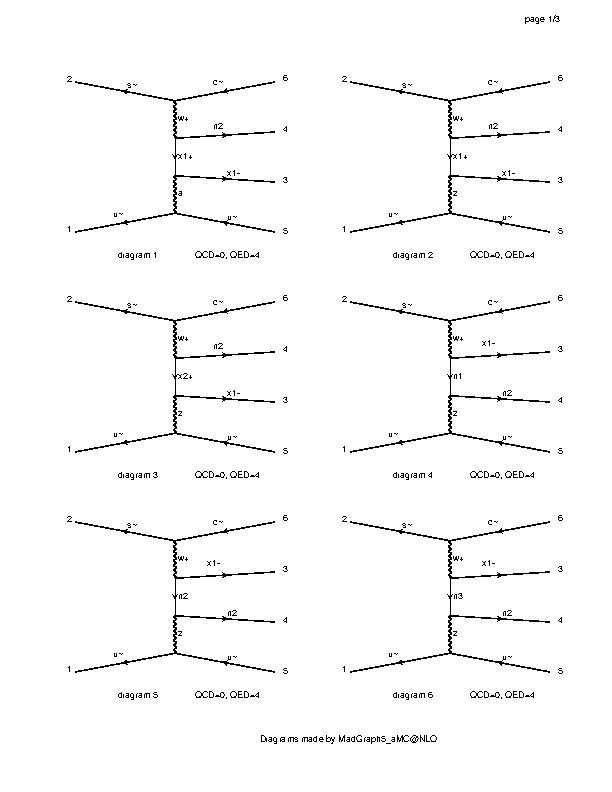 page 1/3
2 s~ c~ 6
w+ n2 4
x1+
x1- 3
a
1 u~ u~ 5
diagram 1 QCD=0, QED=4
2 s~ c~ 6
w+ n2 4
x1+
x1- 3
z
1 u~ u~ 5
diagram 2 QCD=0, QED=4
2 s~ c~ 6
w+ n2 4
x2+
x1- 3
z
1 u~ u~ 5
diagram 3 QCD=0, QED=4
2 s~ c~ 6
w+ x1- 3
n1
n2 4
z
1 u~ u~ 5
diagram 4 QCD=0, QED=4
2 s~ c~ 6
w+ x1- 3
n2
n2 4
z
1 u~ u~ 5
diagram 5 QCD=0, QED=4
2 s~ c~ 6
w+ x1- 3
n3
n2 4
z
1 u~ u~ 5
diagram 6 QCD=0, QED=4
Diagrams made by MadGraph5_aMC@NLO